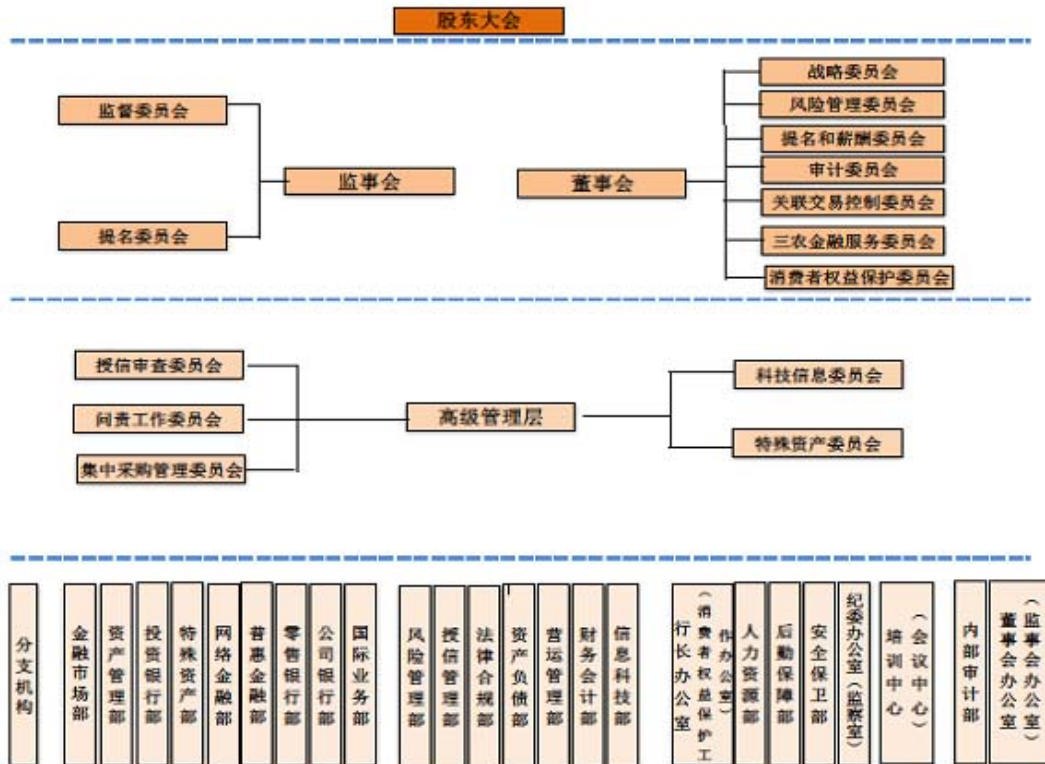 股东大会
监督委员会
提名委员会
监事会
董事会
战略委员会
风险管理委员会
提名和薪酬委员会
审计委员会
关联交易控制委员会
三农金融服务委员会
消费者权益保护委员会
授信审查委员会
问责工作委员会
集中采购管理委员会
高级管理层
科技信息委员会
特殊资产委员会
分支机构
金融市场部
资产管理部
投资银行部
特殊资产部
网络金融部
普惠金融部
零售银行部
公司银行部
国际业务部
风险管理部
授信管理部
法律合规部
资产负债部
营运管理部
财务会计部
信息科技部
行长办公室
（消费者权益保护工
作办公室）
人力资源部
后勤保障部
安全保卫部
纪委办公室（监察室）
培训中心
（会议中心）
内部审计部
董事会办公室
（监事会办公室）